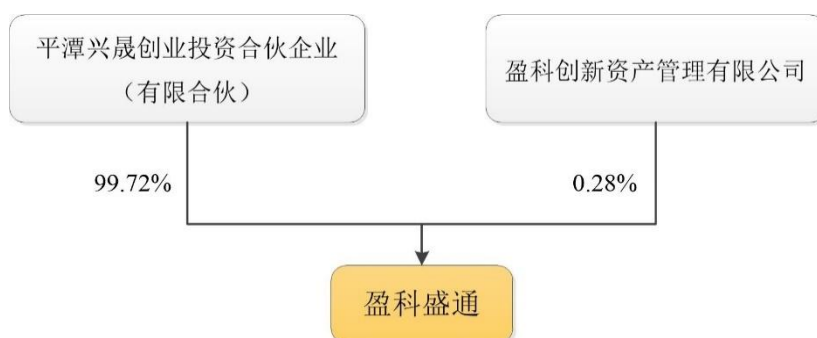 平潭兴晟创业投资合伙企业
（有限合伙）
盈科创新资产管理有限公司
99.72%
0.28%
盈科盛通